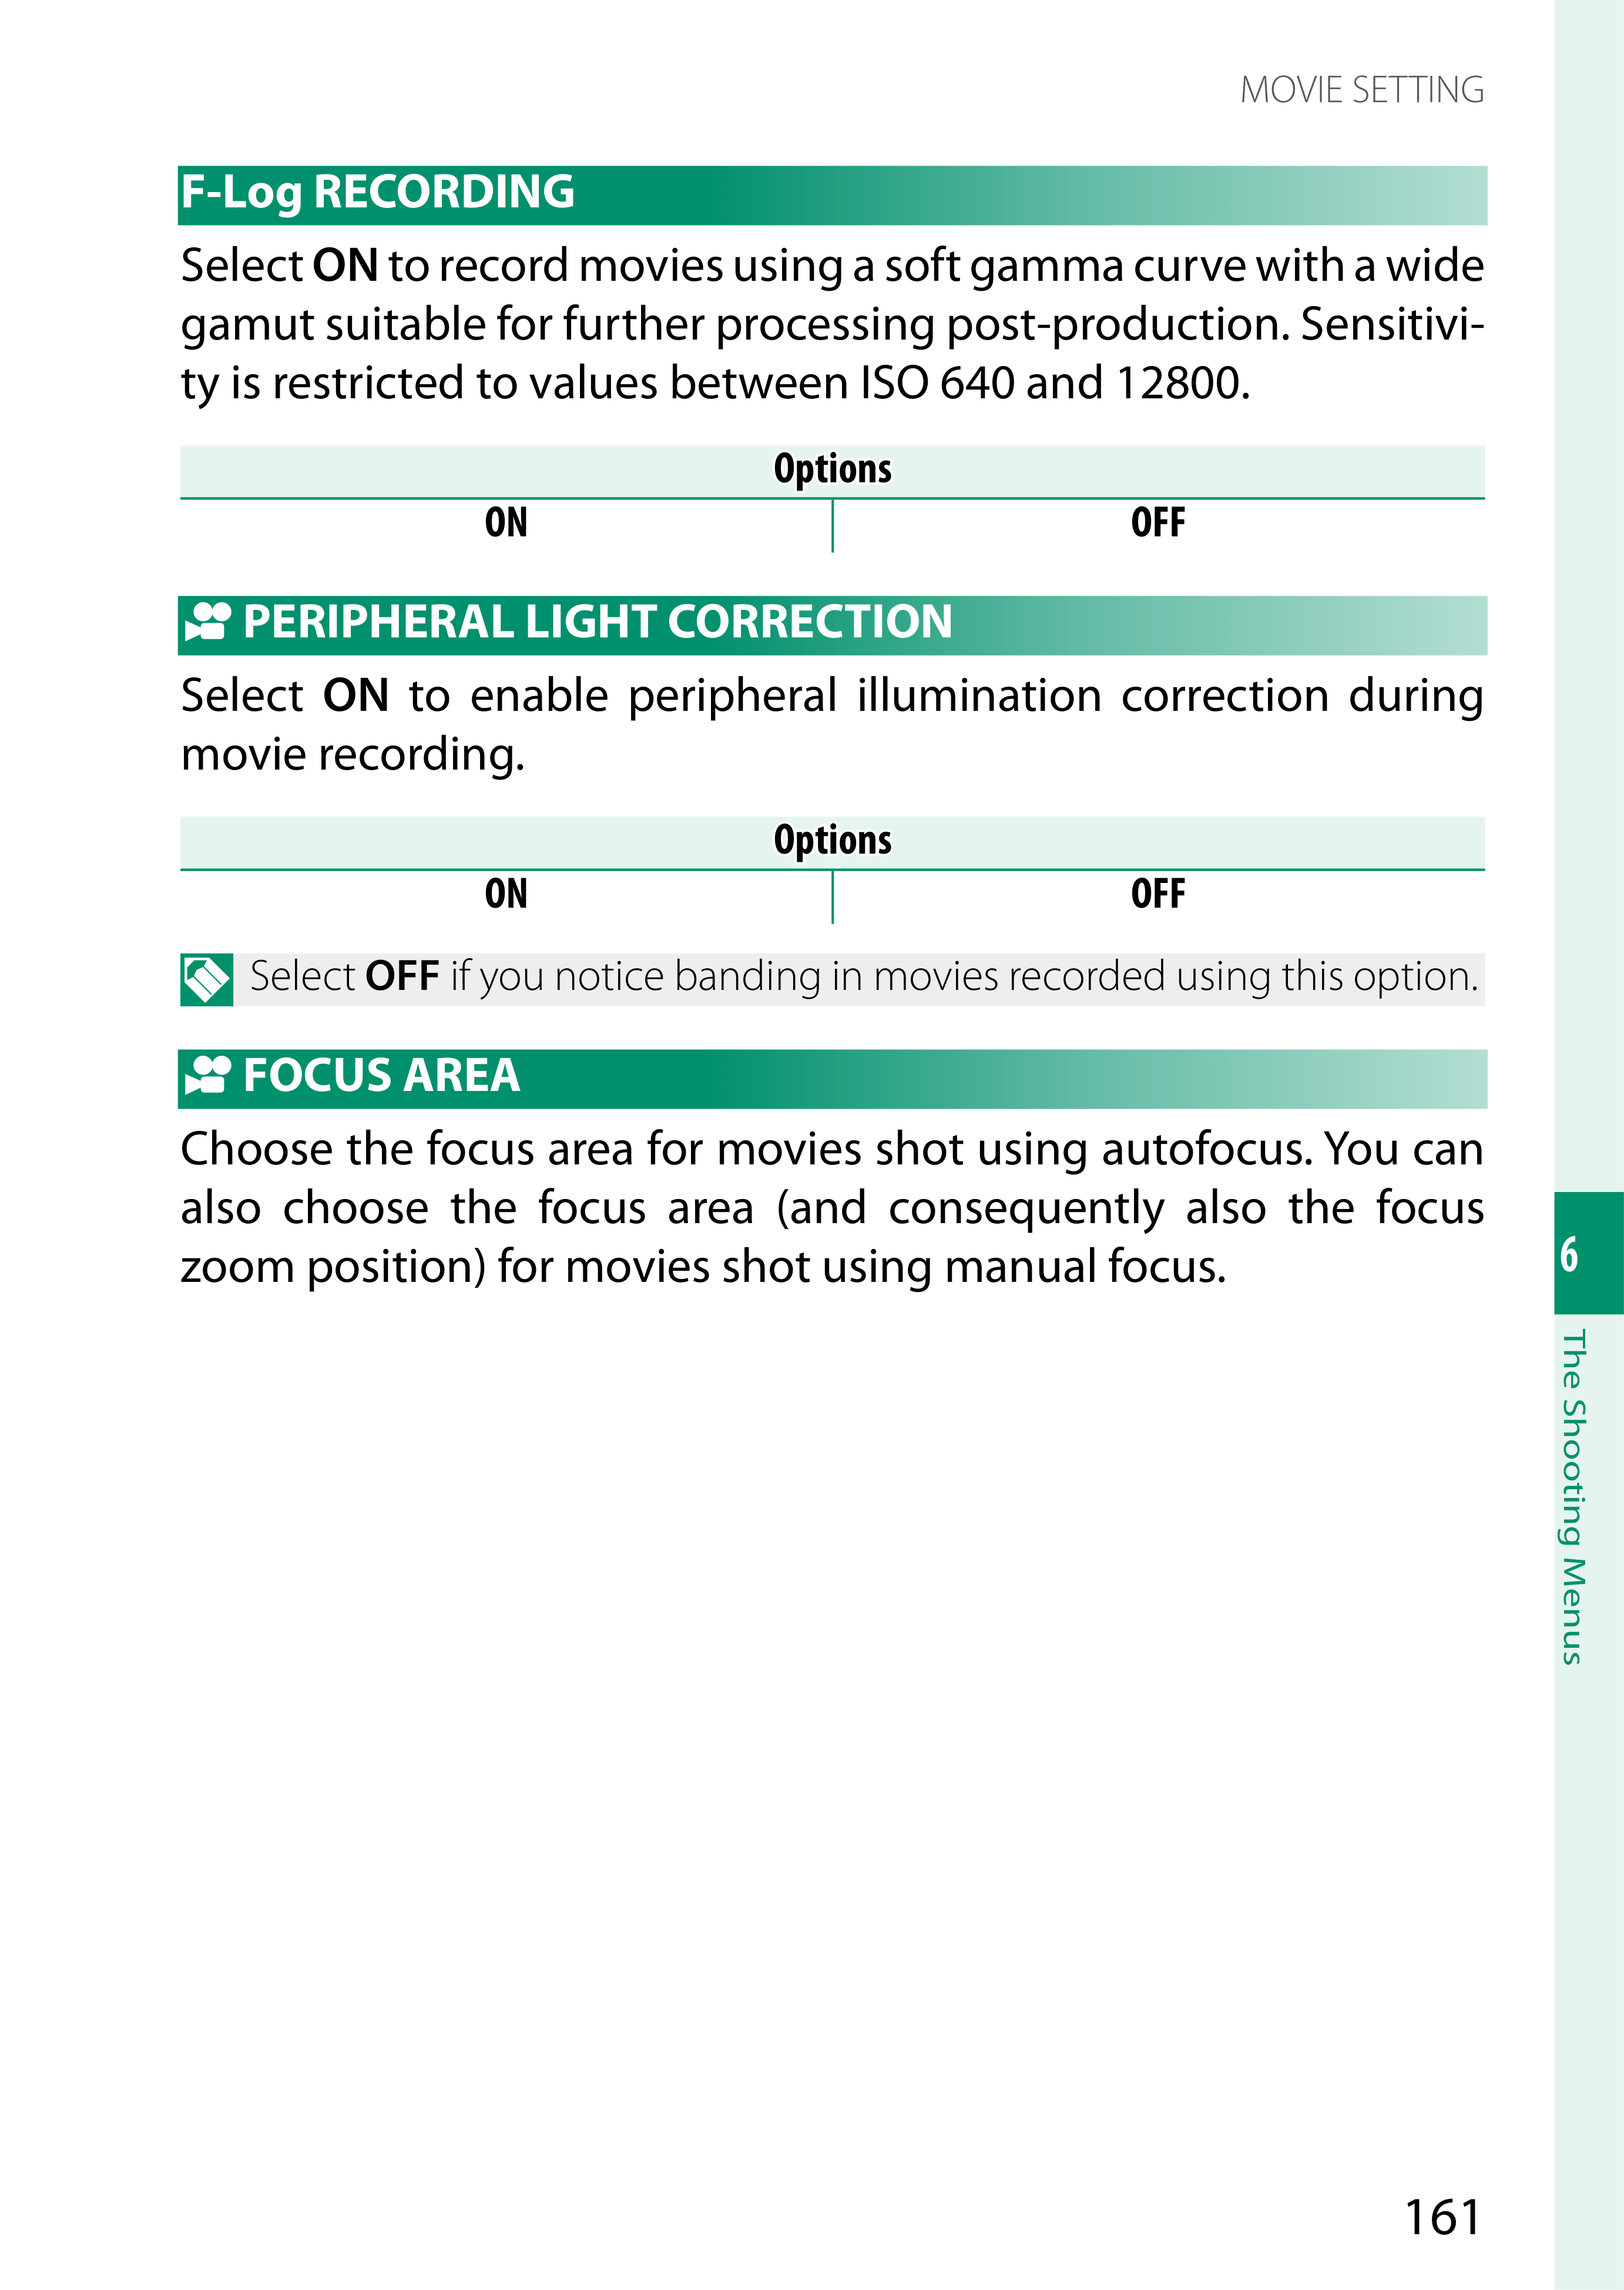 MOVIE SETTING
F-Log RECORDING
Select ON to record movies using a soft gamma curve with a wide
gamut suitable for further processing post-production. Sensitivi-
ty is restricted to values between ISO 640 and 12800.
Options
ON OFF
PERIPHERAL LIGHT CORRECTION
Select ON to enable peripheral illumination correction during
movie recording.
Options
ON OFF
Select OFF if you notice banding in movies recorded using this option.
FOCUS AREA
Choose the focus area for movies shot using autofocus. You can
also choose the focus area (and consequently also the focus
zoom position) for movies shot using manual focus.
6
The Shooting Menus
161